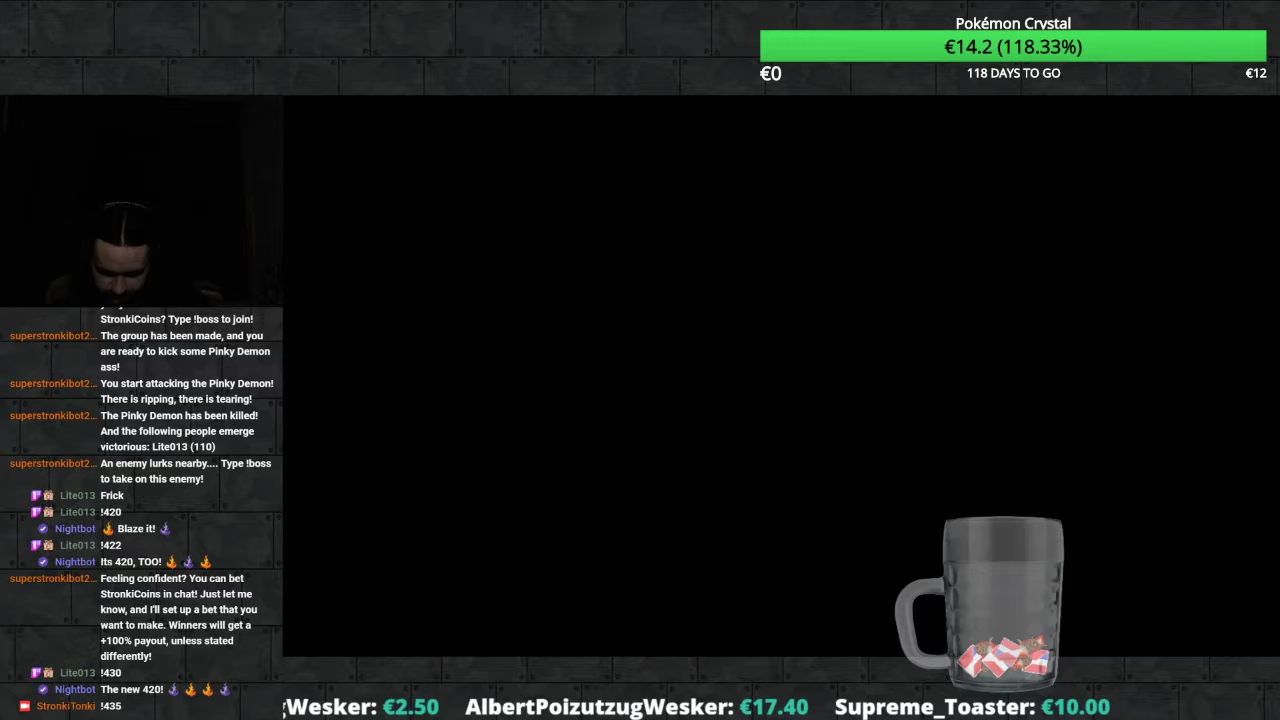 Pokémon Crystal
€14.2 (118.33%)
€0
118 DAYS TO GO
€12
StronkiCoins? Type !boss to join!
superstronkibot2... The group has been made, and you
are ready to kick some Pinky Demon
ass!
superstronkibot2... You start attacking the Pinky Demon!
There is ripping, there is tearing!
superstronkibot2... The Pinky Demon has been killed!
And the following people emerge
victorious: Lite013 (110)
superstronkibot2... An enemy lurks nearby.... Type !boss
to take on this enemy!
Lite013 Frick
Lite013 !420
Nightbot 🔥 Blaze it!
Lite013 !422
Nightbot Its 420, TOO!
superstronkibot2... Feeling confident? You can bet
StronkiCoins in chat! Just let me
know, and I'll set up a bet that you
want to make. Winners will get a
+100% payout, unless stated
differently!
Lite013 !430
Nightbot The new 420!
StronkiTonki !435
Wesker: €2.50 AlbertPoizutzugWesker: €17.40 Supreme_Toaster: €10.00